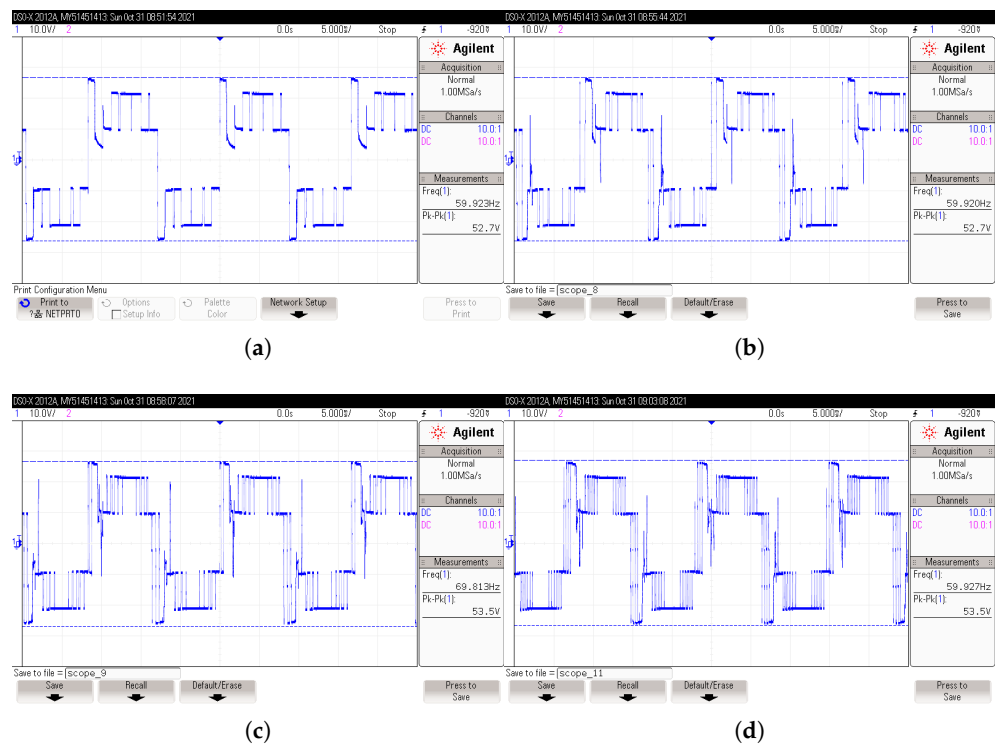 DSO-X 2012A, MY51451413: Sun Oct 31 08:51:54 2021
1 10.0V/ 2 0.0s 5.000%/ Stop 1 -920%
Agilent
Acquisition
Normal
1.00MSa/s
Channels
DC 10.0:1
DC 10.0:1
Measurements
Freq(1):
59.923Hz
Pk-Pk(1):
52.7V
Print Configuration Menu
Print to
? NETPRT0
Options
Setup Info
Palette
Color
Network Setup
Press to
Print
(a)
DSO-X 2012A, MY51451413: Sun Oct 31 08:55:44 2021
1 10.0V/ 2 0.0s 5.000%/ Stop 1 -920%
Agilent
Acquisition
Normal
1.00MSa/s
Channels
DC 10.0:1
DC 10.0:1
Measurements
Freq(1):
59.920Hz
Pk-Pk(1):
52.7V
Save to file = scope_8
Save
Recall
Default/Erase
Press to
Save
(b)
DSO-X 2012A, MY51451413: Sun Oct 31 08:58:07 2021
1 10.0V/ 2 0.0s 5.000%/ Stop 1 -920%
Agilent
Acquisition
Normal
1.00MSa/s
Channels
DC 10.0:1
DC 10.0:1
Measurements
Freq(1):
69.813Hz
Pk-Pk(1):
53.5V
Save to file = scope_9
Save
Recall
Default/Erase
Press to
Save
(c)
DSO-X 2012A, MY51451413: Sun Oct 31 09:03:08 2021
1 10.0V/ 2 0.0s 5.000%/ Stop 1 -920%
Agilent
Acquisition
Normal
1.00MSa/s
Channels
DC 10.0:1
DC 10.0:1
Measurements
Freq(1):
59.927Hz
Pk-Pk(1):
53.5V
Save to file = scope_11
Save
Recall
Default/Erase
Press to
Save
(d)